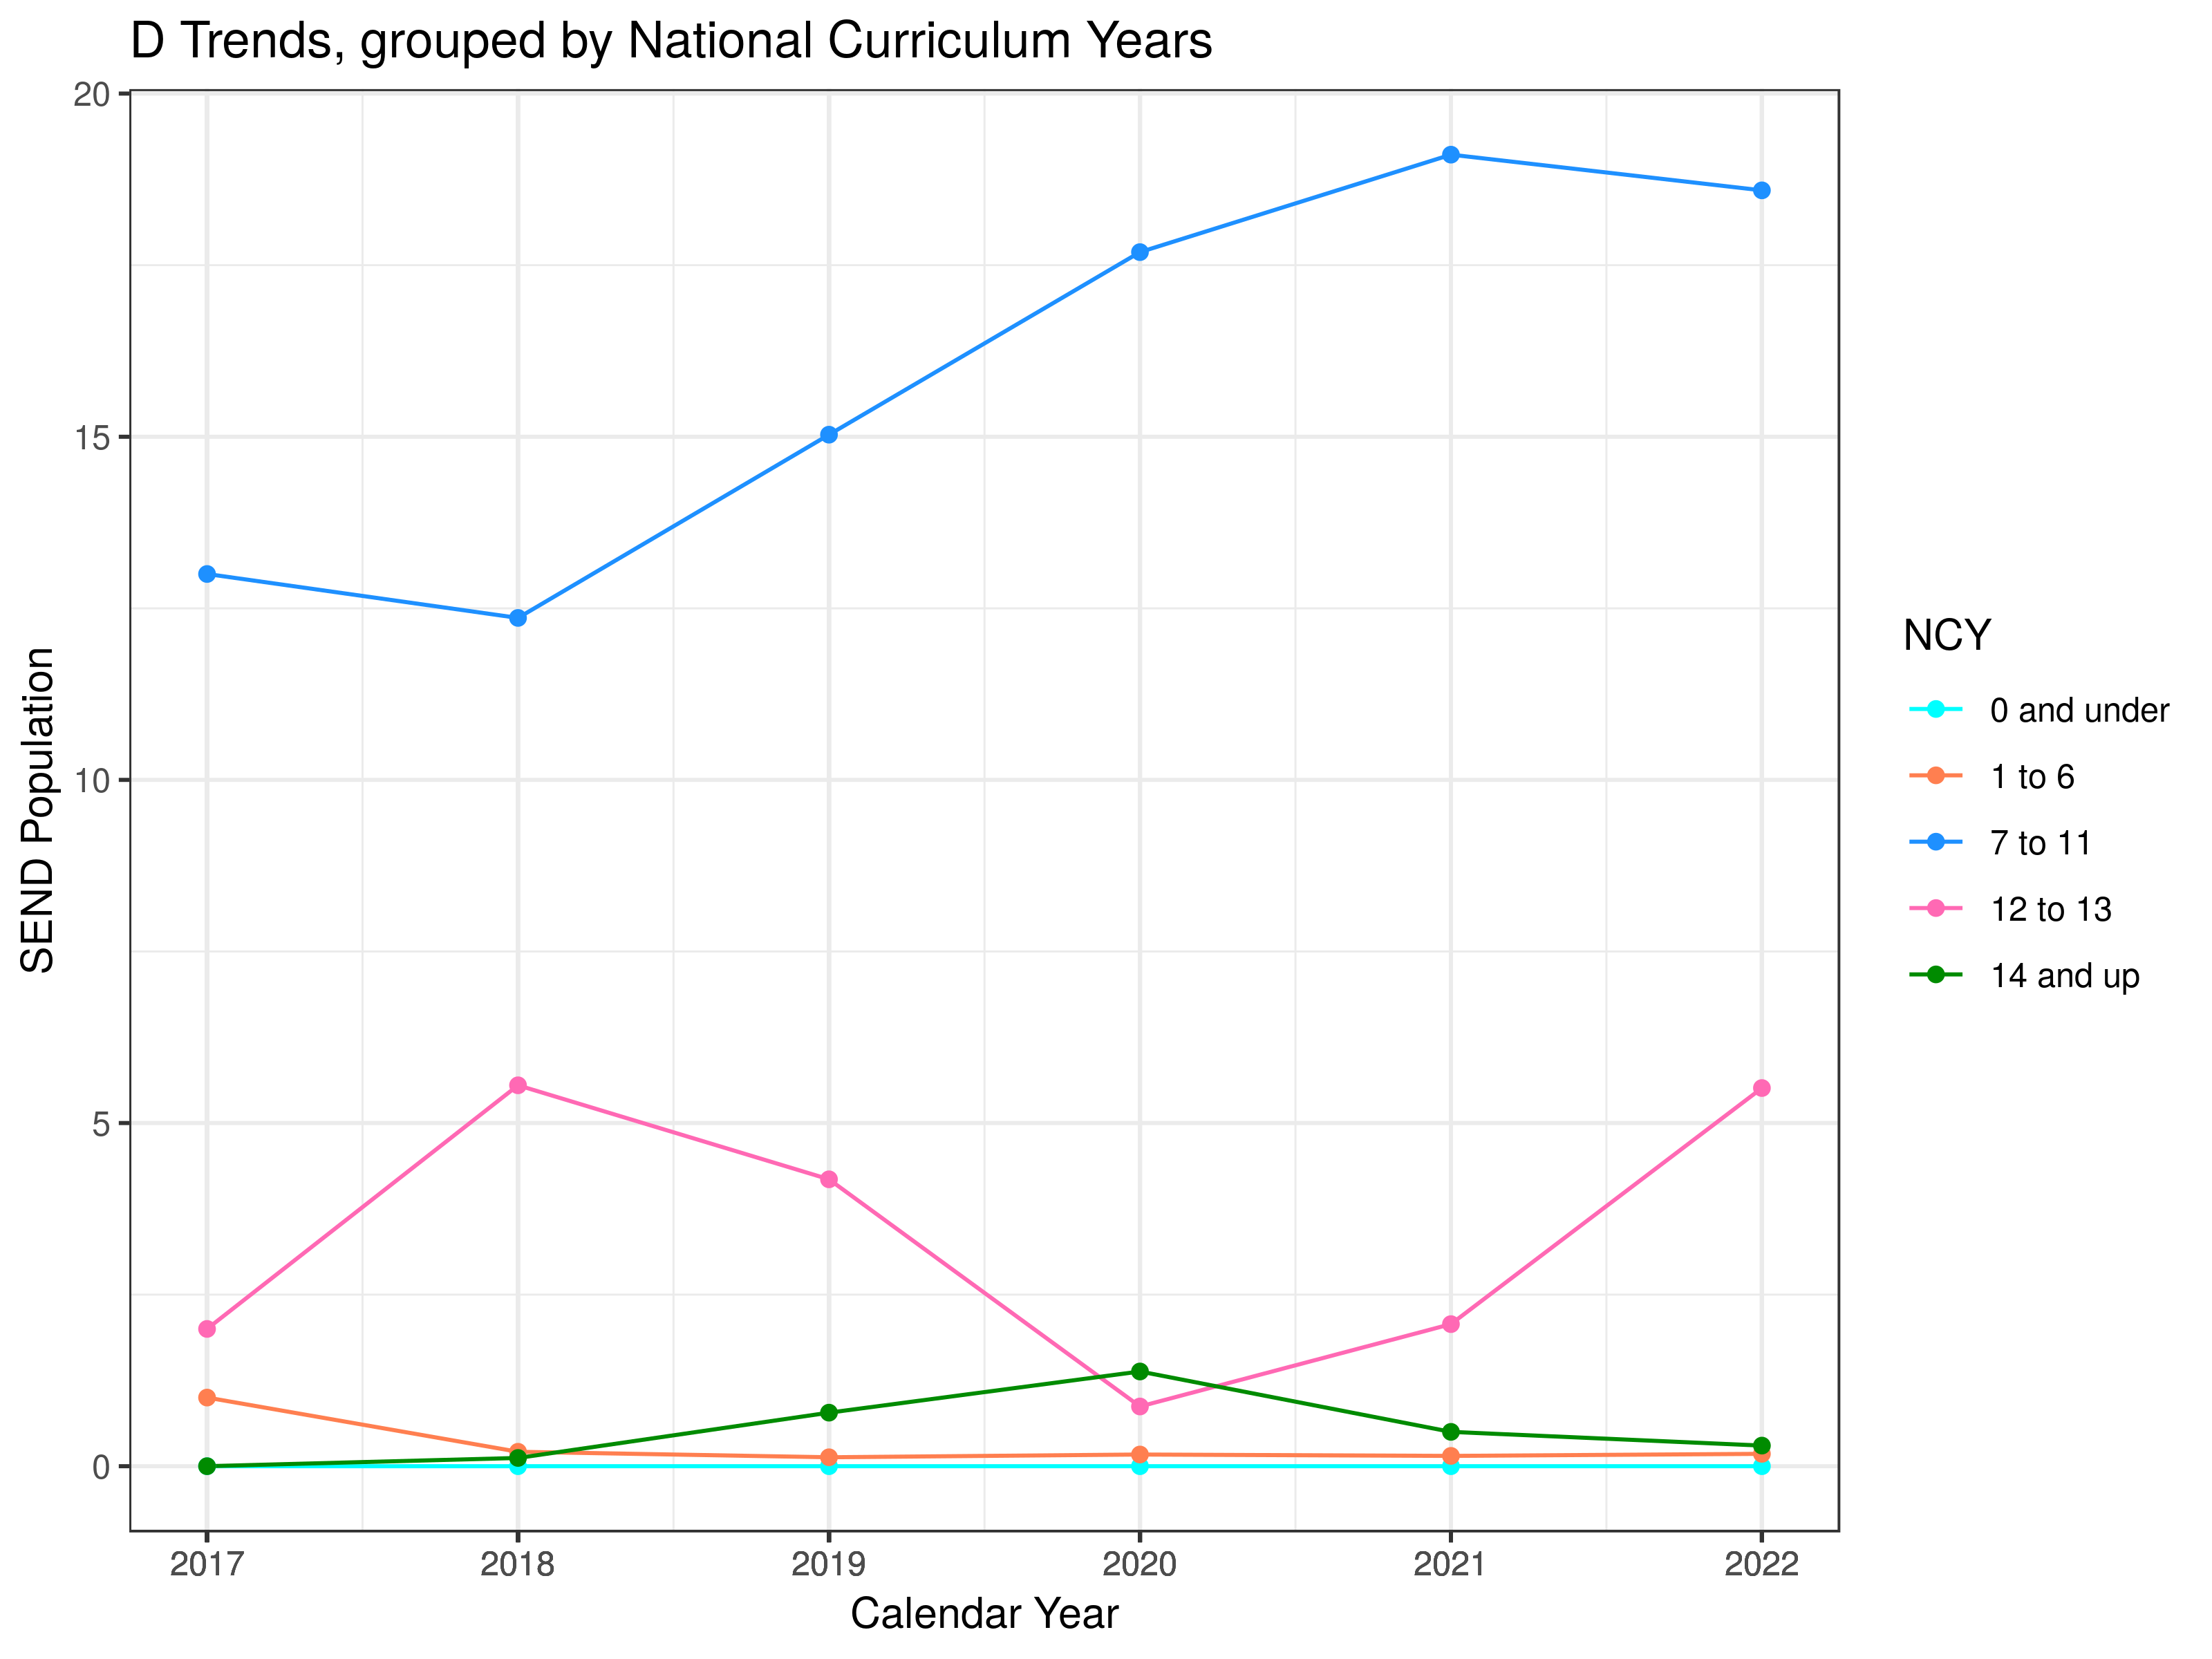 D Trends, grouped by National Curriculum Years
20
15
10
5
0
SEND Population
2017 2018 2019 2020 2021 2022
Calendar Year
NCY
0 and under
1 to 6
7 to 11
12 to 13
14 and up